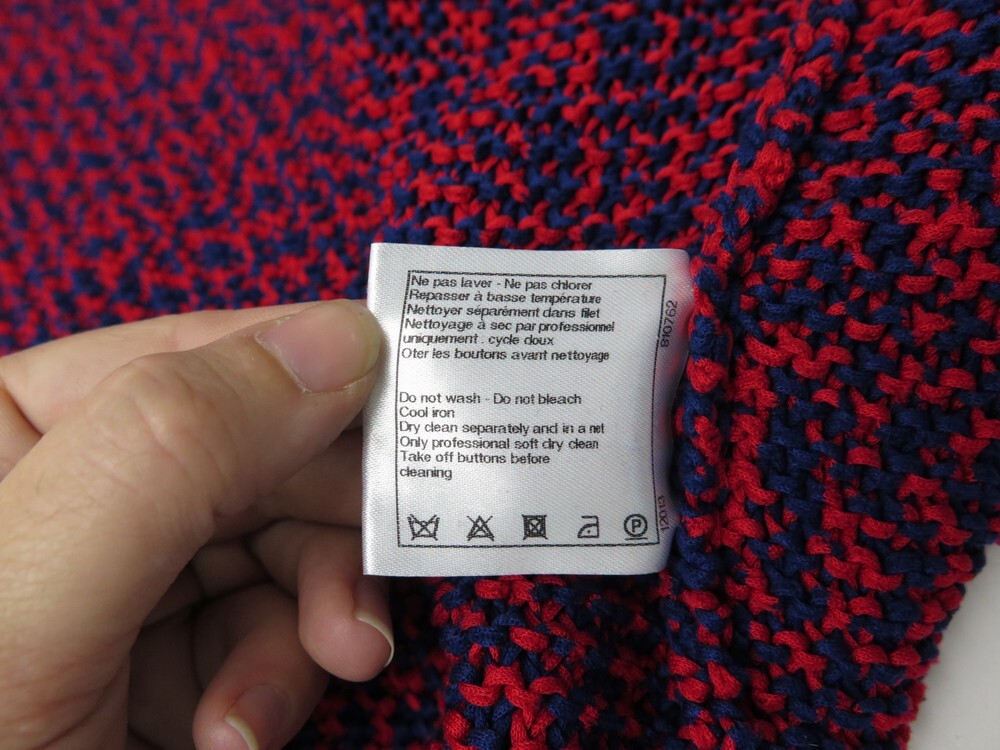 Ne pas laver - Ne pas chlorer
Repasser à basse température
Nettoyer séparément dans filet
Nettoyage à sec par professionnel
uniquement . cycle doux
Oter les boutons avant nettoyage
Do not wash - Do not bleach
Cool iron
Dry clean separately and in a net
Only professional soft dry clean
Take off buttons before
cleaning
P
810762
12013